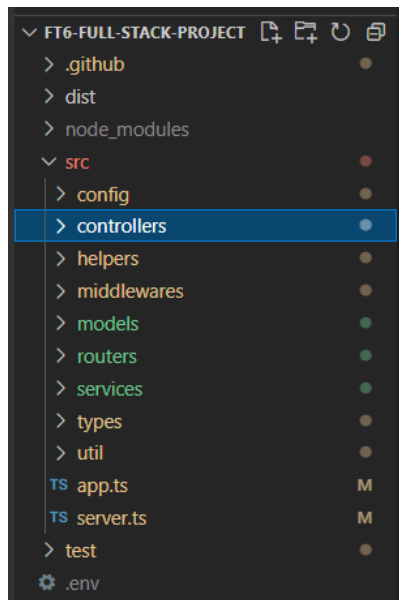 FT6-FULL-STACK-PROJECT
.github
dist
node_modules
src
config
controllers
helpers
middlewares
models
routers
services
types
util
TS app.ts M
TS server.ts M
test
.env